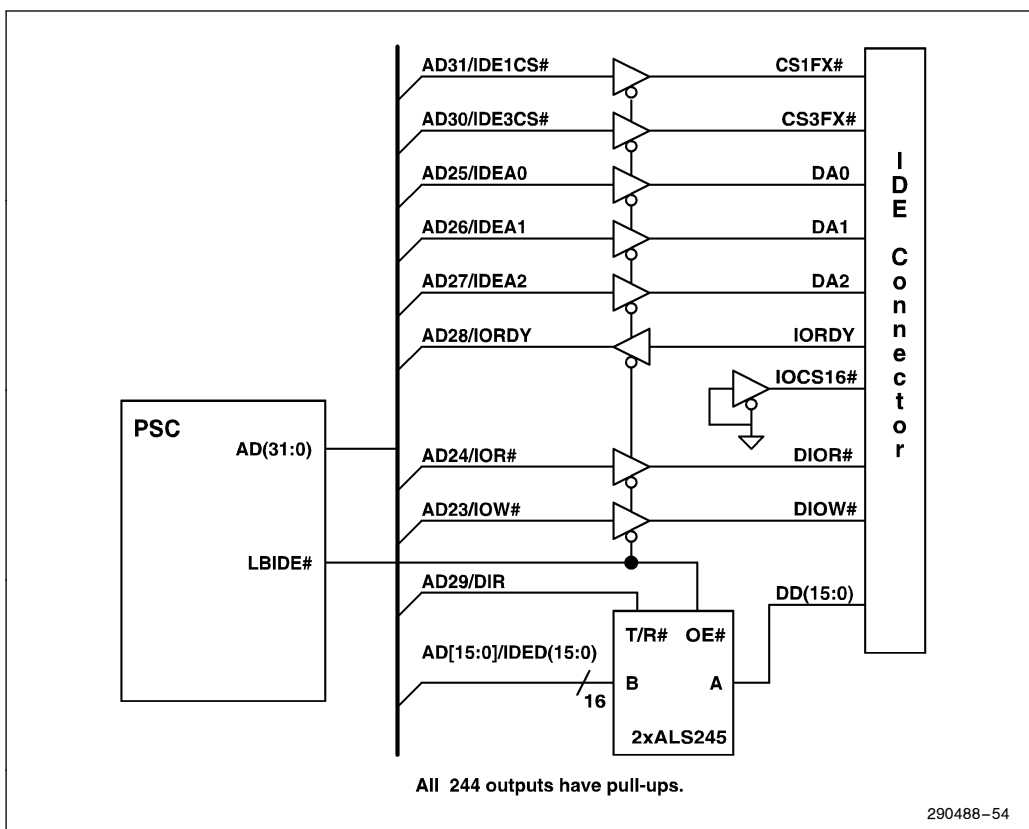 AD31/IDE1CS# CS1FX#
AD30/IDE3CS# CS3FX#
AD25/IDEA0 DA0
AD26/IDEA1 DA1
AD27/IDEA2 DA2
AD28/IORDY IORDY
IOCS16#
IDE Connector
PSC
AD(31:0)
AD24/IOR# DIOR#
AD23/IOW# DIOW#
LBIDE#
AD29/DIR DD(15:0)
T/R# OE#
AD[15:0]/IDED(15:0)
16
B A
2xALS245
All 244 outputs have pull-ups.
290488-54